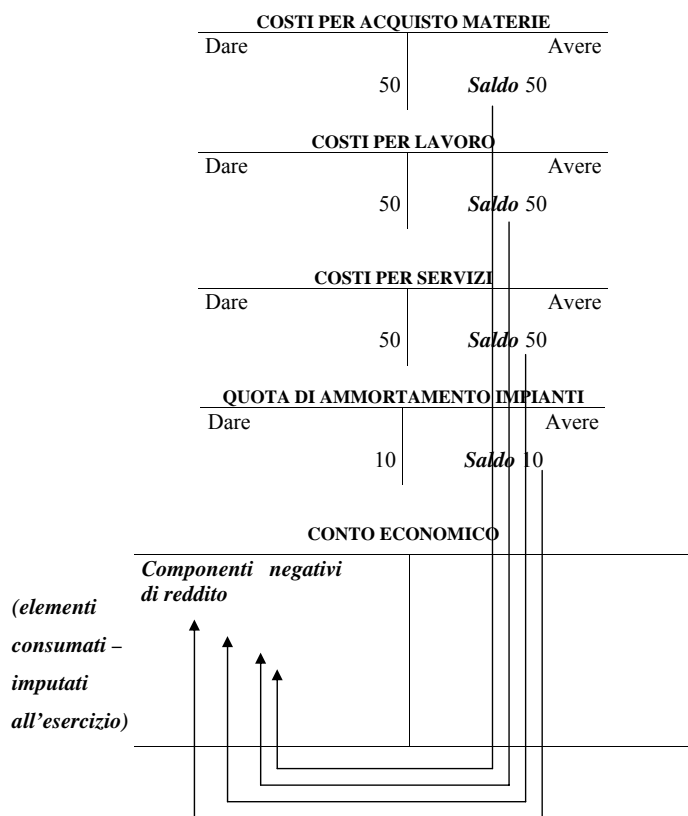 COSTI PER ACQUISTO MATERIE
Dare Avere
50 Saldo 50
COSTI PER LAVORO
Dare Avere
50 Saldo 50
COSTI PER SERVIZI
Dare Avere
50 Saldo 50
QUOTA DI AMMORTAMENTO IMPIANTI
Dare Avere
10 Saldo 10
CONTO ECONOMICO
Componenti negativi
di reddito
(elementi
consumati –
imputati
all’esercizio)